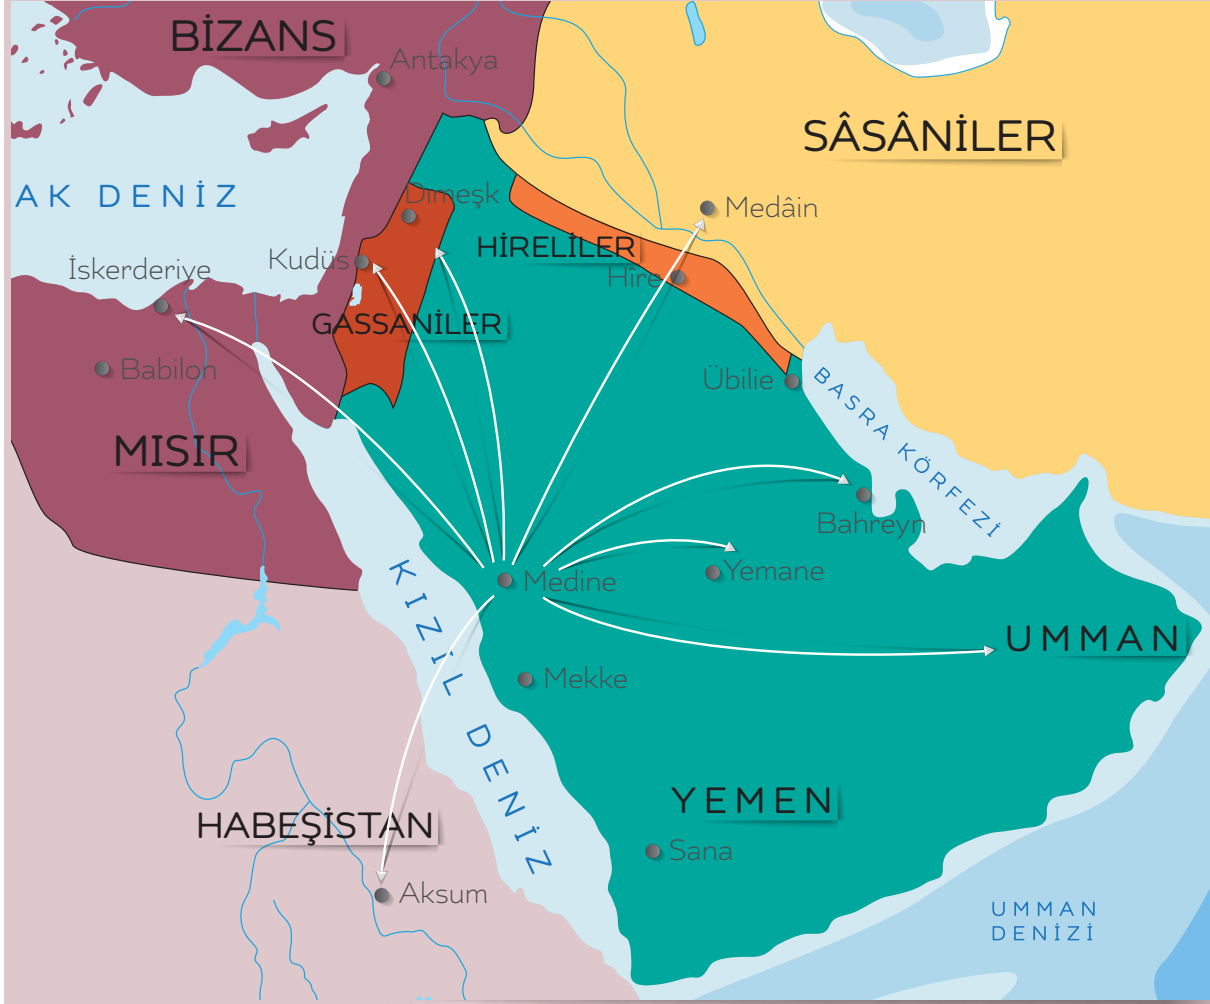 BİZANS
Antakya
SÂSÂNİLER
AK DENİZ
Dımeşk
Medâin
HİRELİLER
Kudüs
İskerderiye
Hîre
GASSANİLER
Babilon
Übilie
BASRA KÖRFEZİ
MISIR
Bahreyn
Medine
Yemane
KIZIL DENİZ
UMMAN
Mekke
YEMEN
HABEŞİSTAN
Sana
Aksum
UMMAN
DENİZİ